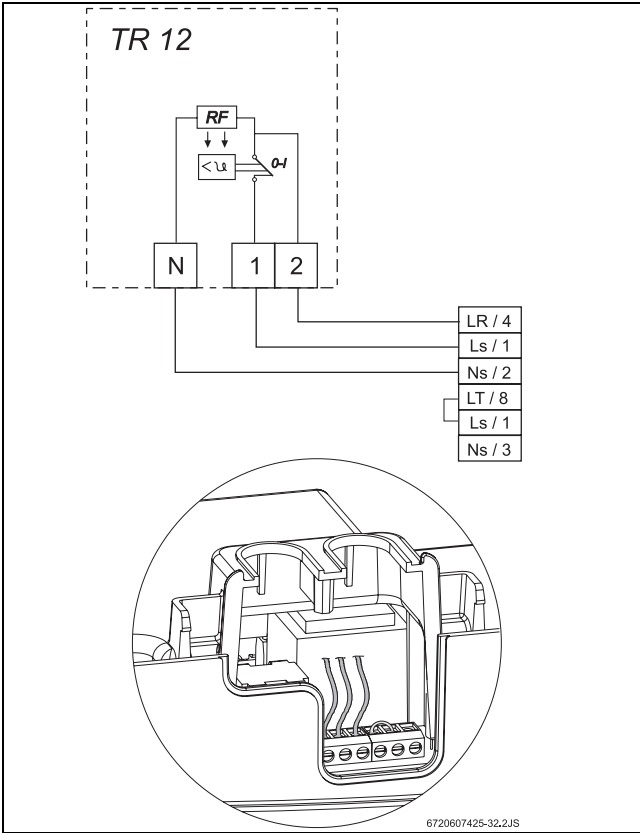 TR 12
RF
<υ
0-I
N
1
2
LR / 4
Ls / 1
Ns / 2
LT / 8
Ls / 1
Ns / 3
6720607425-32.2JS